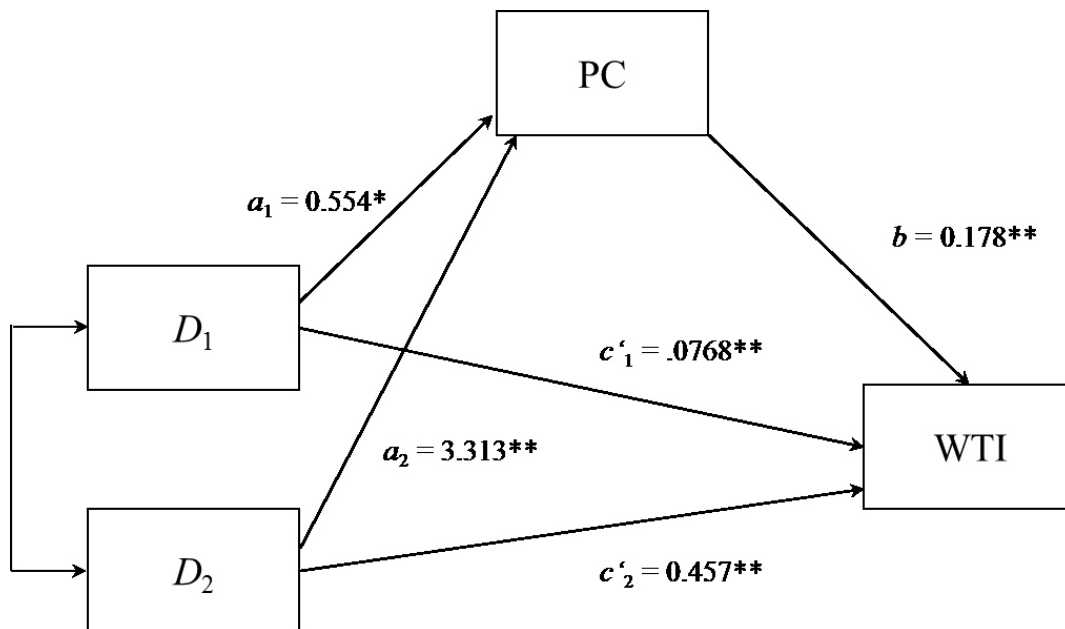 PC
a₁ = 0.554*
b = 0.178**
D₁
c‘₁ = .0768**
a₂ = 3.313**
WTI
D₂
c‘₂ = 0.457**